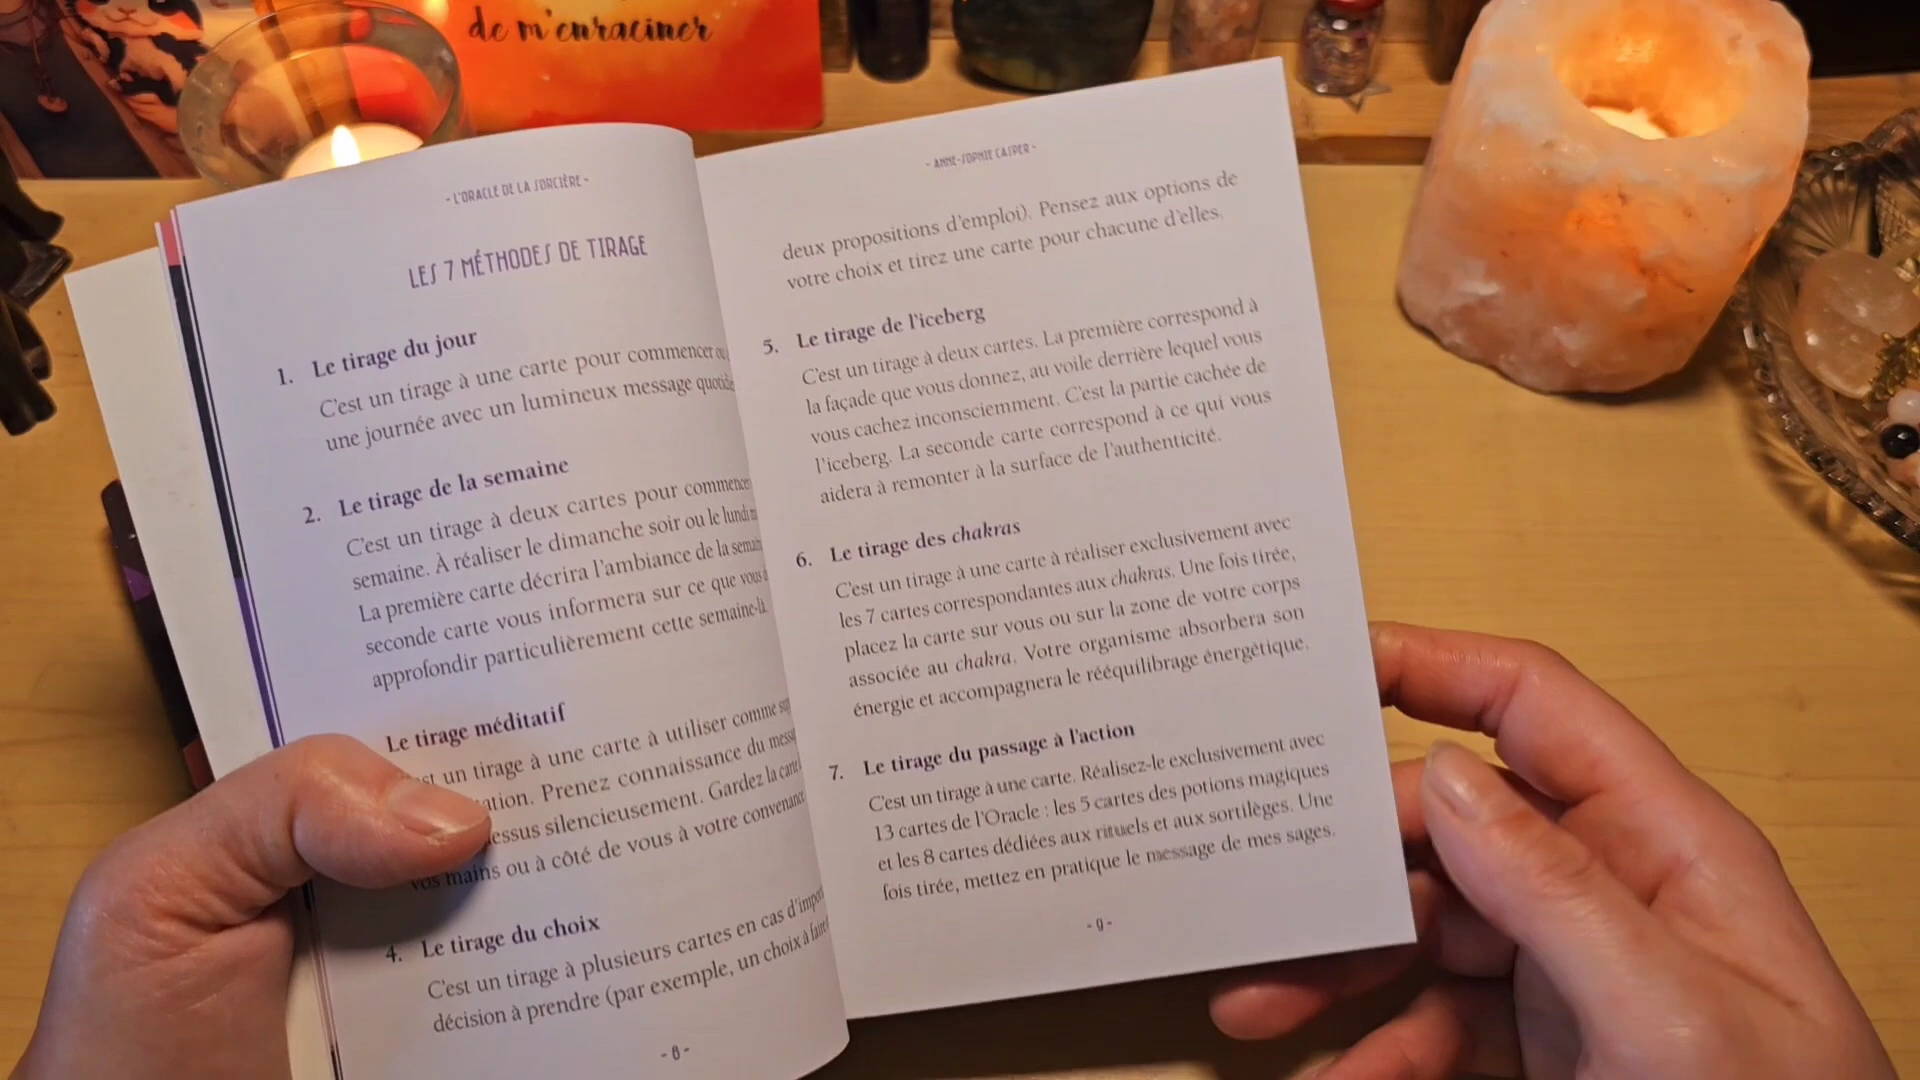 de m'enraciner
- L'ORACLE DE LA SORCIÈRE -
LES 7 MÉTHODES DE TIRAGE
1. Le tirage du jour
C'est un tirage à une carte pour commencer
une journée avec un lumineux message
2. Le tirage de la semaine
C'est un tirage à deux cartes pour commencer
semaine. À réaliser le dimanche soir ou le lundi
La première carte décrira l'ambiance de la
seconde carte vous informera sur ce que vous
approfondir particulièrement cette semaine-là.
Le tirage méditatif
un tirage à une carte à utiliser comme
Prenez connaissance du
silencieusement. Gardez la carte
vos mains ou à côté de vous à votre convenance
4. Le tirage du choix
C'est un tirage à plusieurs cartes en cas
décision à prendre (par exemple, un choix à faire
- 8 -
- ANNE-SOPHIE CASPER -
deux propositions d'emploi). Pensez aux options de
votre choix et tirez une carte pour chacune d'elles.
5. Le tirage de l'iceberg
C'est un tirage à deux cartes. La première correspond à
la façade que vous donnez, au voile derrière lequel vous
vous cachez inconsciemment. C'est la partie cachée de
l'iceberg. La seconde carte correspond à ce qui vous
aidera à remonter à la surface de l'authenticité.
6. Le tirage des chakras
C'est un tirage à une carte à réaliser exclusivement avec
les 7 cartes correspondantes aux chakras. Une fois tirée,
placez la carte sur vous ou sur la zone de votre corps
associée au chakra. Votre organisme absorbera son
énergie et accompagnera le rééquilibrage énergétique.
7. Le tirage du passage à l'action
C'est un tirage à une carte. Réalisez-le exclusivement avec
13 cartes de l'Oracle : les 5 cartes des potions magiques
et les 8 cartes dédiées aux rituels et aux sortilèges. Une
fois tirée, mettez en pratique le message de mes sages.
- 9 -